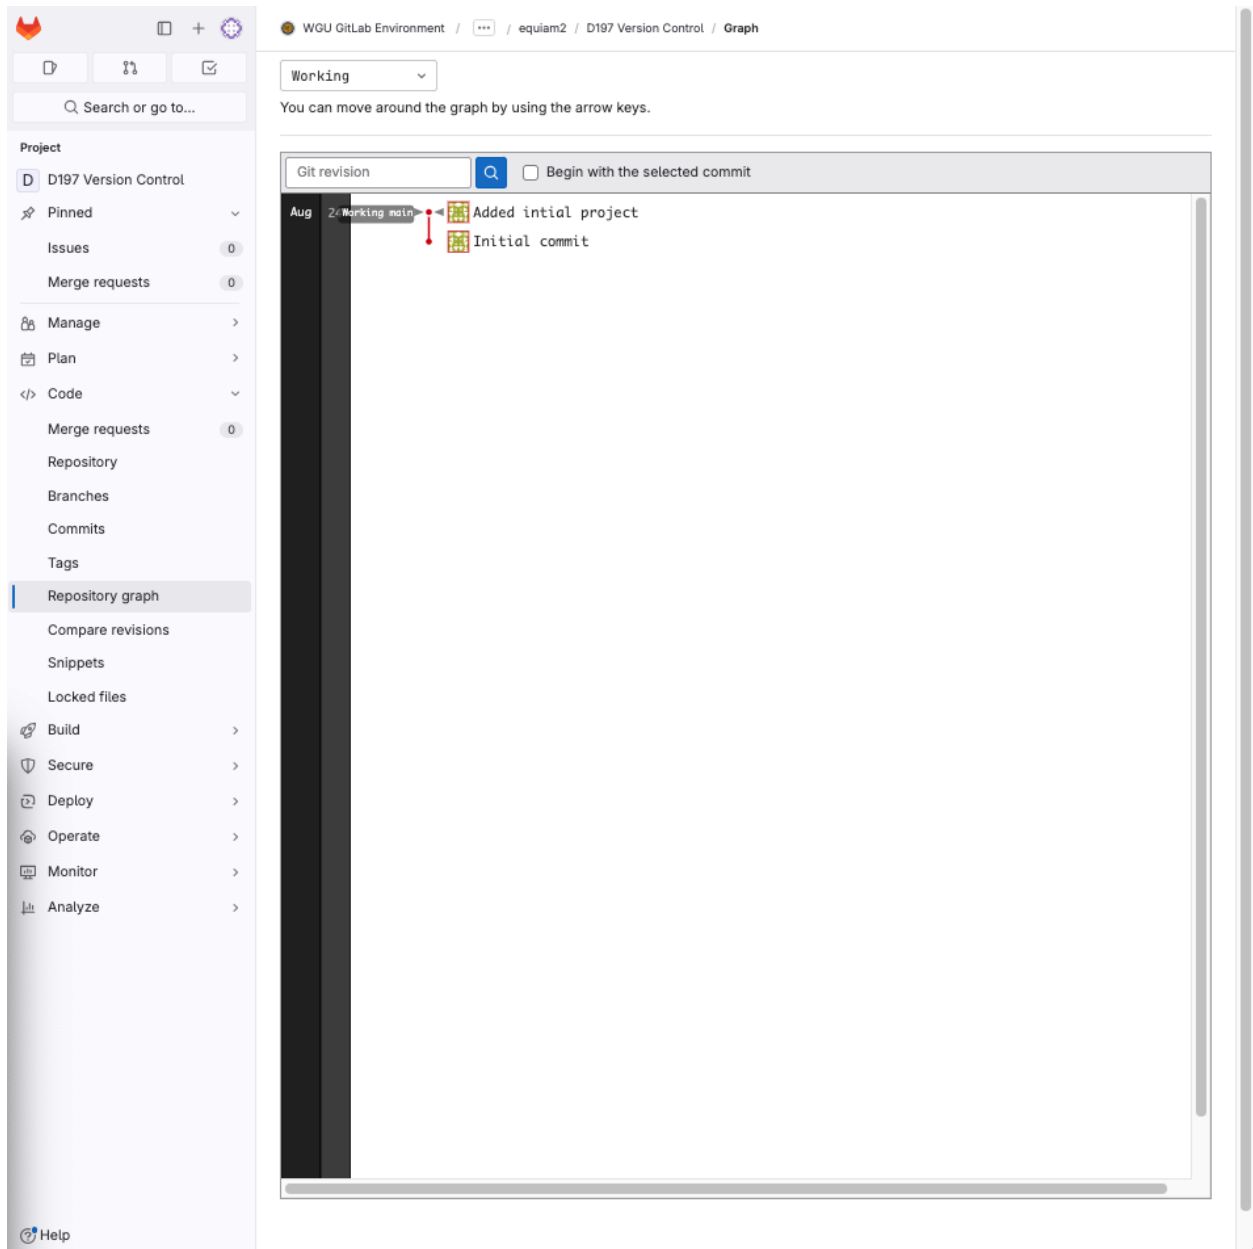 WGU GitLab Environment / ··· / equiam2 / D197 Version Control / Graph
Search or go to...
Project
D D197 Version Control
Pinned
Issues 0
Merge requests 0
Manage
Plan
Code
Merge requests 0
Repository
Branches
Commits
Tags
Repository graph
Compare revisions
Snippets
Locked files
Build
Secure
Deploy
Operate
Monitor
Analyze
Help
Working
You can move around the graph by using the arrow keys.
Git revision
Begin with the selected commit
Aug Working main Added intial project
Initial commit